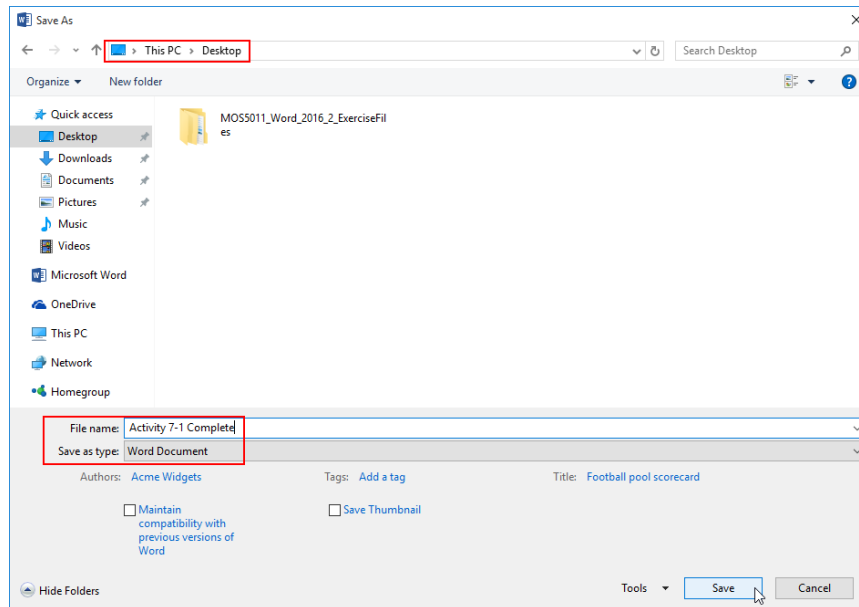 Save As
This PC > Desktop
Search Desktop
Organize
New folder
Quick access
Desktop
Downloads
Documents
Pictures
Music
Videos
Microsoft Word
OneDrive
This PC
Network
Homegroup
MOS5011_Word_2016_2_ExerciseFil
es
File name: Activity 7-1 Complete
Save as type: Word Document
Authors: Acme Widgets Tags: Add a tag Title: Football pool scorecard
Maintain
compatibility with
previous versions of
Word
Save Thumbnail
Hide Folders
Tools
Save
Cancel